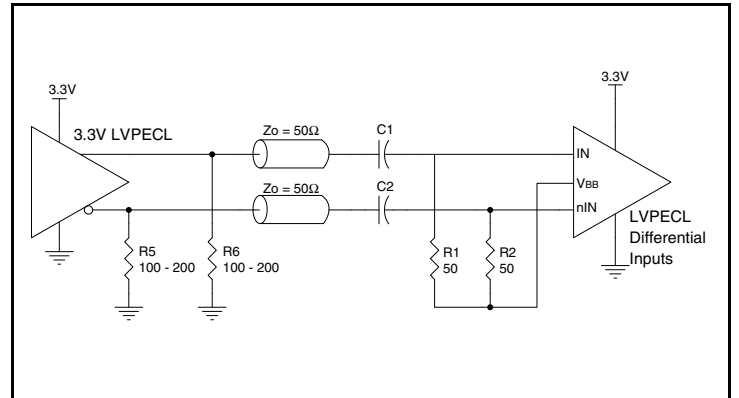 3.3V
3.3V LVPECL
Zo = 50Ω
C1
3.3V
IN
Zo = 50Ω
C2
VBB
nIN
LVPECL
Differential
Inputs
R5
100 - 200
R6
100 - 200
R1
50
R2
50